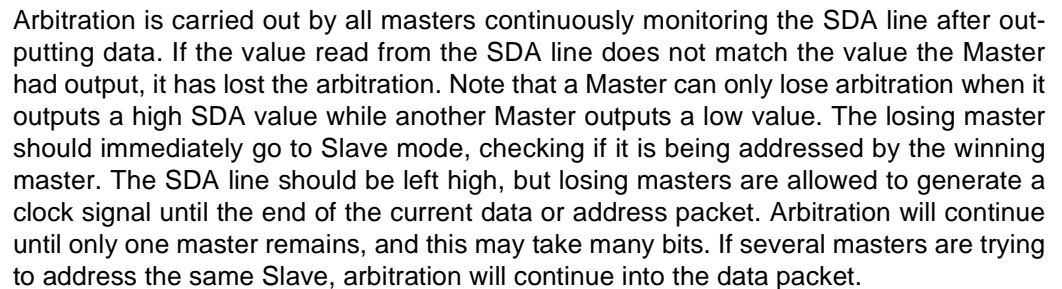 Arbitration is carried out by all masters continuously monitoring the SDA line after out-
putting data. If the value read from the SDA line does not match the value the Master
had output, it has lost the arbitration. Note that a Master can only lose arbitration when it
outputs a high SDA value while another Master outputs a low value. The losing master
should immediately go to Slave mode, checking if it is being addressed by the winning
master. The SDA line should be left high, but losing masters are allowed to generate a
clock signal until the end of the current data or address packet. Arbitration will continue
until only one master remains, and this may take many bits. If several masters are trying
to address the same Slave, arbitration will continue into the data packet.